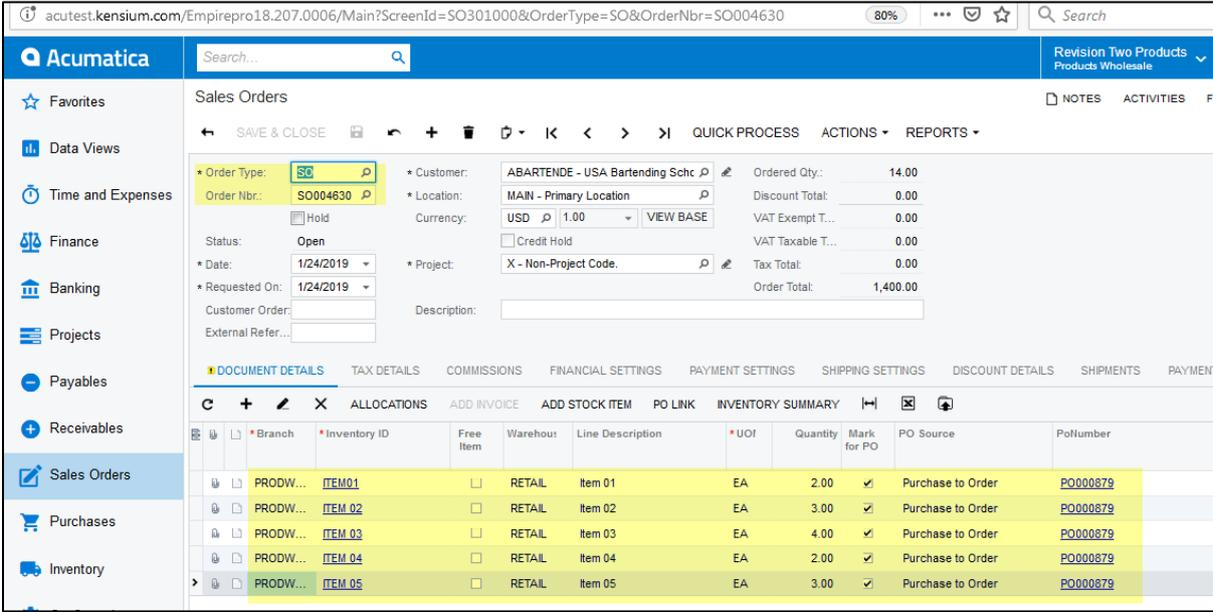 acutest.kensium.com/Empirepro18.207.0006/Main?ScreenId=SO301000&OrderType=SO&OrderNbr=SO004630 80% Search
Acumatica Search... Revision Two Products
Products Wholesale
Favorites
Data Views
Time and Expenses
Finance
Banking
Projects
Payables
Receivables
Sales Orders
Purchases
Inventory
Sales Orders NOTES ACTIVITIES F
SAVE & CLOSE QUICK PROCESS ACTIONS REPORTS
* Order Type: SO * Customer: ABARTENDE - USA Bartending Schc Ordered Qty.: 14.00
Order Nbr.: SO004630 * Location: MAIN - Primary Location Discount Total: 0.00
Hold Currency: USD 1.00 VIEW BASE VAT Exempt T... 0.00
Status: Open Credit Hold VAT Taxable T... 0.00
* Date: 1/24/2019 * Project: X - Non-Project Code. Tax Total: 0.00
* Requested On: 1/24/2019 Order Total: 1,400.00
Customer Order: Description:
External Refer...
DOCUMENT DETAILS TAX DETAILS COMMISSIONS FINANCIAL SETTINGS PAYMENT SETTINGS SHIPPING SETTINGS DISCOUNT DETAILS SHIPMENTS PAYMEN
ALLOCATIONS ADD INVOICE ADD STOCK ITEM PO LINK INVENTORY SUMMARY
* Branch * Inventory ID Free Item Warehous Line Description * UOM Quantity Mark for PO PO Source PoNumber
PRODW... ITEM01 RETAIL Item 01 EA 2.00 Purchase to Order PO000879
PRODW... ITEM 02 RETAIL Item 02 EA 3.00 Purchase to Order PO000879
PRODW... ITEM 03 RETAIL Item 03 EA 4.00 Purchase to Order PO000879
PRODW... ITEM 04 RETAIL Item 04 EA 2.00 Purchase to Order PO000879
PRODW... ITEM 05 RETAIL Item 05 EA 3.00 Purchase to Order PO000879